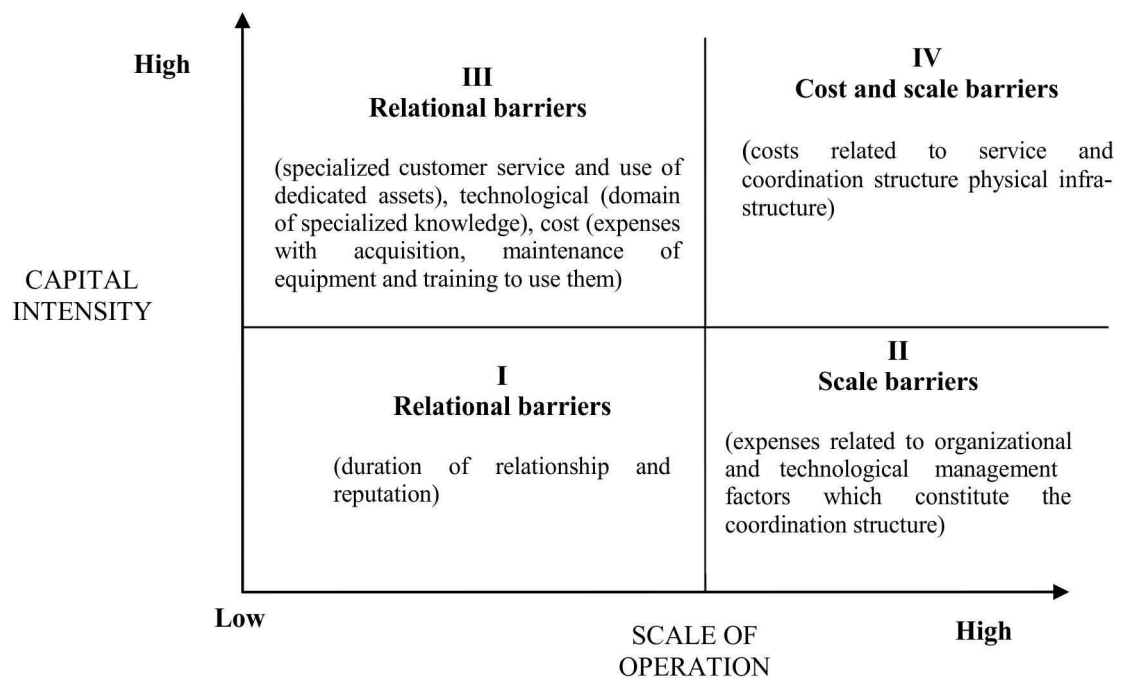 High
III
Relational barriers
(specialized customer service and use of
dedicated assets), technological (domain
of specialized knowledge), cost (expenses
with acquisition, maintenance of
equipment and training to use them)
IV
Cost and scale barriers
(costs related to service and
coordination structure physical infra-
structure)
CAPITAL
INTENSITY
I
Relational barriers
(duration of relationship and
reputation)
II
Scale barriers
(expenses related to organizational
and technological management
factors which constitute the
coordination structure)
Low
SCALE OF
OPERATION
High